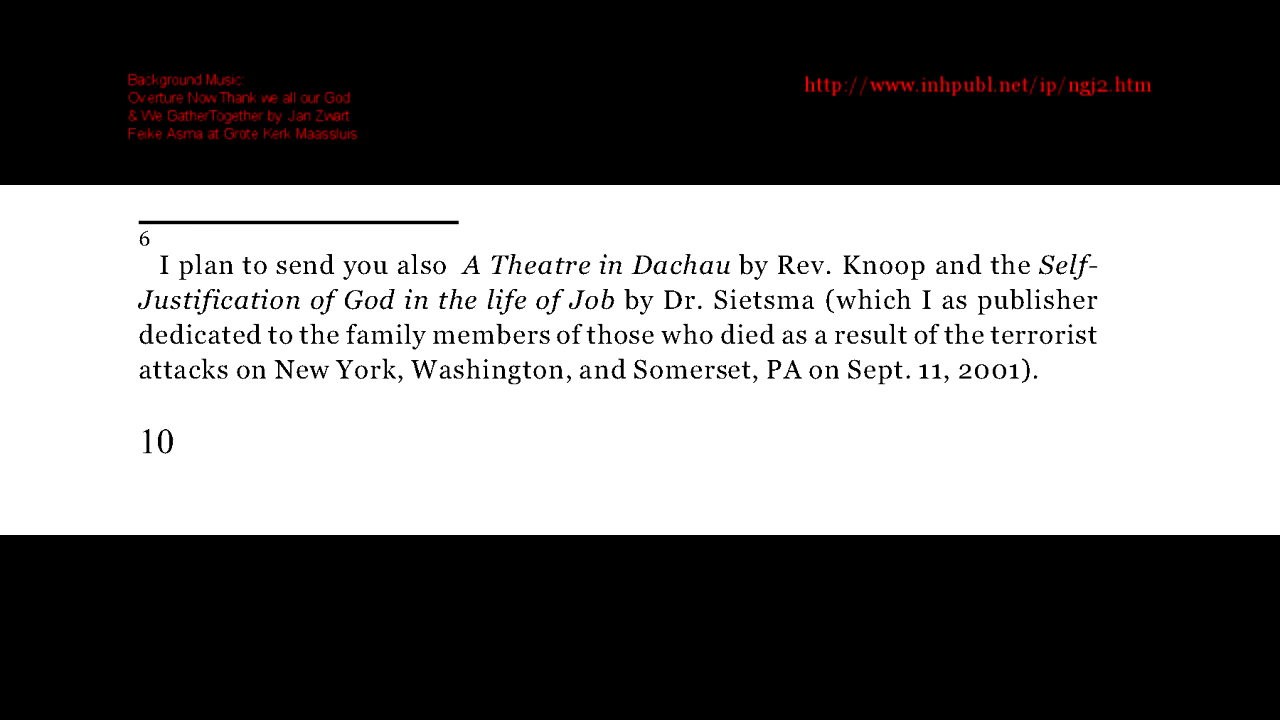 Background Music:
Overture Now Thank we all our God
& We GatherTogether by Jan Zwart
Feike Asma at Grote Kerk Maassluis
http://www.inhpubl.net/ip/ngj2.htm
6
I plan to send you also A Theatre in Dachau by Rev. Knoop and the Self-
Justification of God in the life of Job by Dr. Sietsma (which I as publisher
dedicated to the family members of those who died as a result of the terrorist
attacks on New York, Washington, and Somerset, PA on Sept. 11, 2001).
10